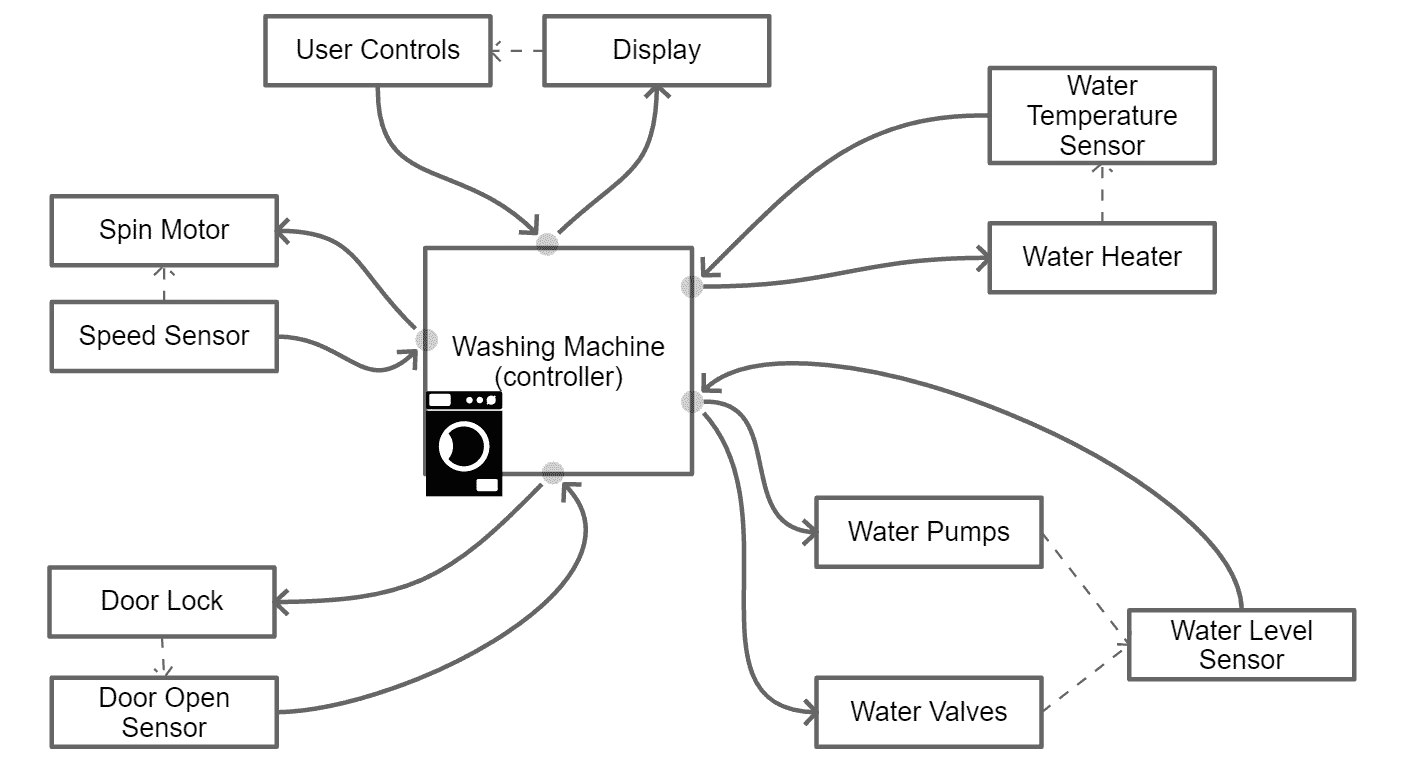 User Controls
Display
Water
Temperature
Sensor
Spin Motor
Water Heater
Speed Sensor
Washing Machine
(controller)
Water Pumps
Door Lock
Water Level
Sensor
Door Open
Sensor
Water Valves